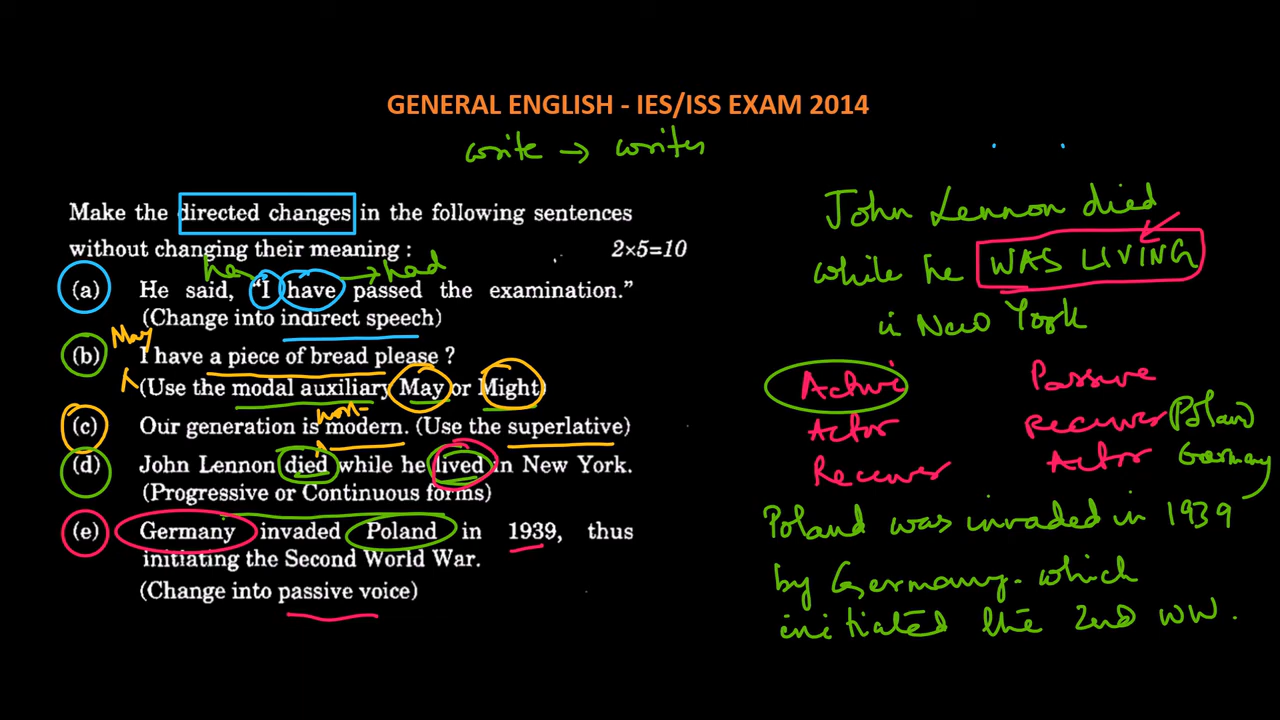 GENERAL ENGLISH - IES/ISS EXAM 2014
write → writes
Make the directed changes in the following sentences
without changing their meaning : 2×5=10
he had
(a) He said, “I have passed the examination.”
(Change into indirect speech)
May
(b) I have a piece of bread please ?
(Use the modal auxiliary May or Might)
most
(c) Our generation is modern. (Use the superlative)
(d) John Lennon died while he lived in New York.
(Progressive or Continuous forms)
(e) Germany invaded Poland in 1939, thus
initiating the Second World War.
(Change into passive voice)
John Lennon died
while he WAS LIVING
in New York
Active Passive
Actor Receiver Poland
Receiver Actor Germany
Poland was invaded in 1939
by Germany. which
initiated the 2nd WW.